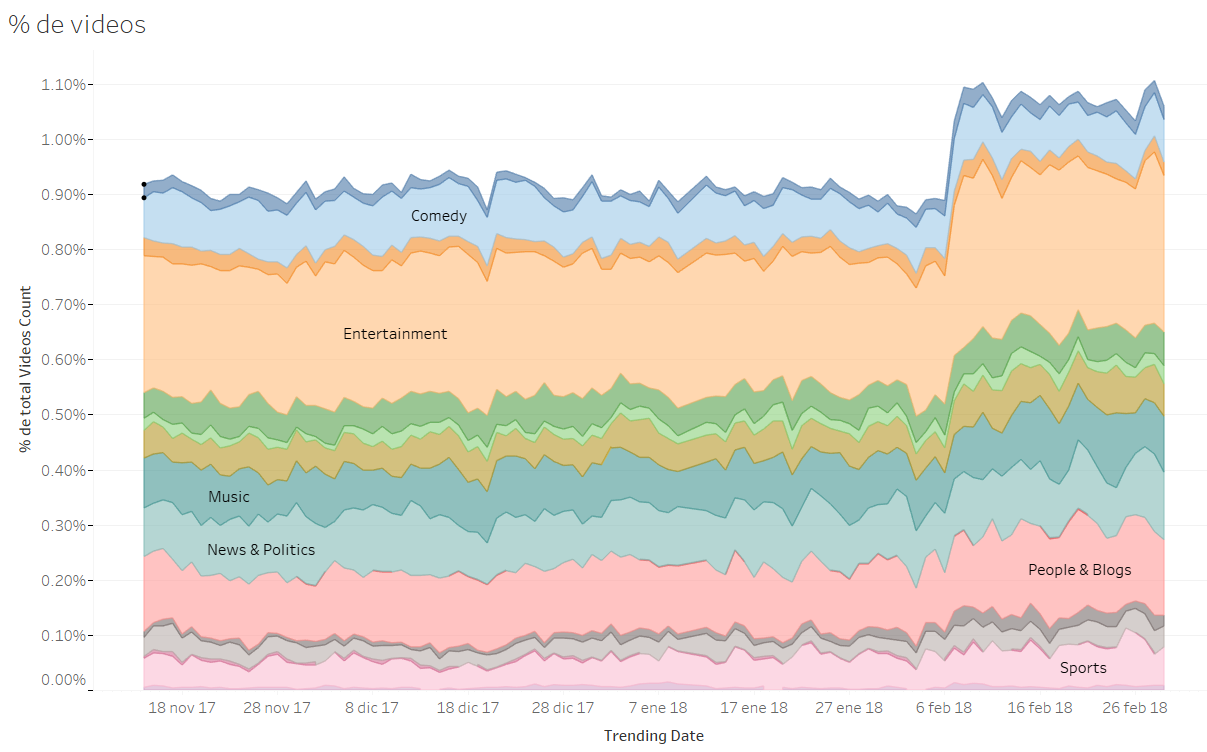 % de videos
1.10%
1.00%
0.90%
0.80%
0.70%
0.60%
0.50%
0.40%
0.30%
0.20%
0.10%
0.00%
% de total Videos Count
Comedy
Entertainment
Music
News & Politics
People & Blogs
Sports
18 nov 17 28 nov 17 8 dic 17 18 dic 17 28 dic 17 7 ene 18 17 ene 18 27 ene 18 6 feb 18 16 feb 18 26 feb 18
Trending Date